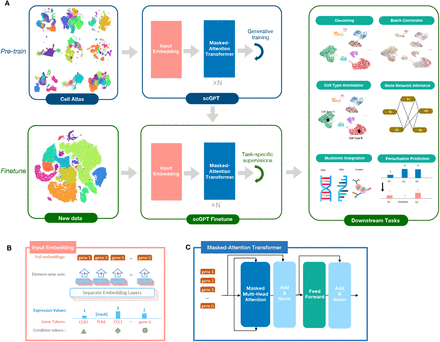 A
Pre-train
Cell Atlas
Input
Embedding
Masked-
Attention
Transformer
×N
Generative
training
scGPT
Finetune
New data
Input
Embedding
Masked-
Attention
Transformer
×N
Task-specific
supervisions
scGPT Finetune
Clustering
Batch Correction
Cell Type Annotation
Gene Network Inference
Multiomic Integration
Perturbation Prediction
Downstream Tasks
B
Input Embedding
Full embeddings:
gene 1
gene 2
gene 3
...
gene G
Element-wise sum:
...
Separate Embedding Layers
Expression Values:
1
[mask]
4
...
2
Gene Tokens:
...
gene G
Condition tokens:
C
Masked-Attention Transformer
gene 1
gene 2
gene 3
gene G
Masked
Multi-Head
Attention
Add
&
Norm
Feed
Forward
Add
&
Norm